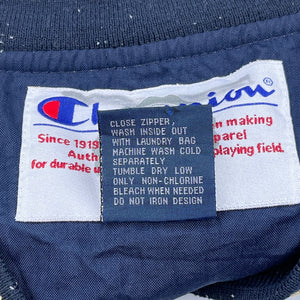 Champion
Since 1919
n making
Auth
parel
for durable
playing field.
CLOSE ZIPPER,
WASH INSIDE OUT
WITH LAUNDRY BAG
MACHINE WASH COLD
SEPARATELY
TUMBLE DRY LOW
ONLY NON-CHLORINE
BLEACH WHEN NEEDED
DO NOT IRON DESIGN